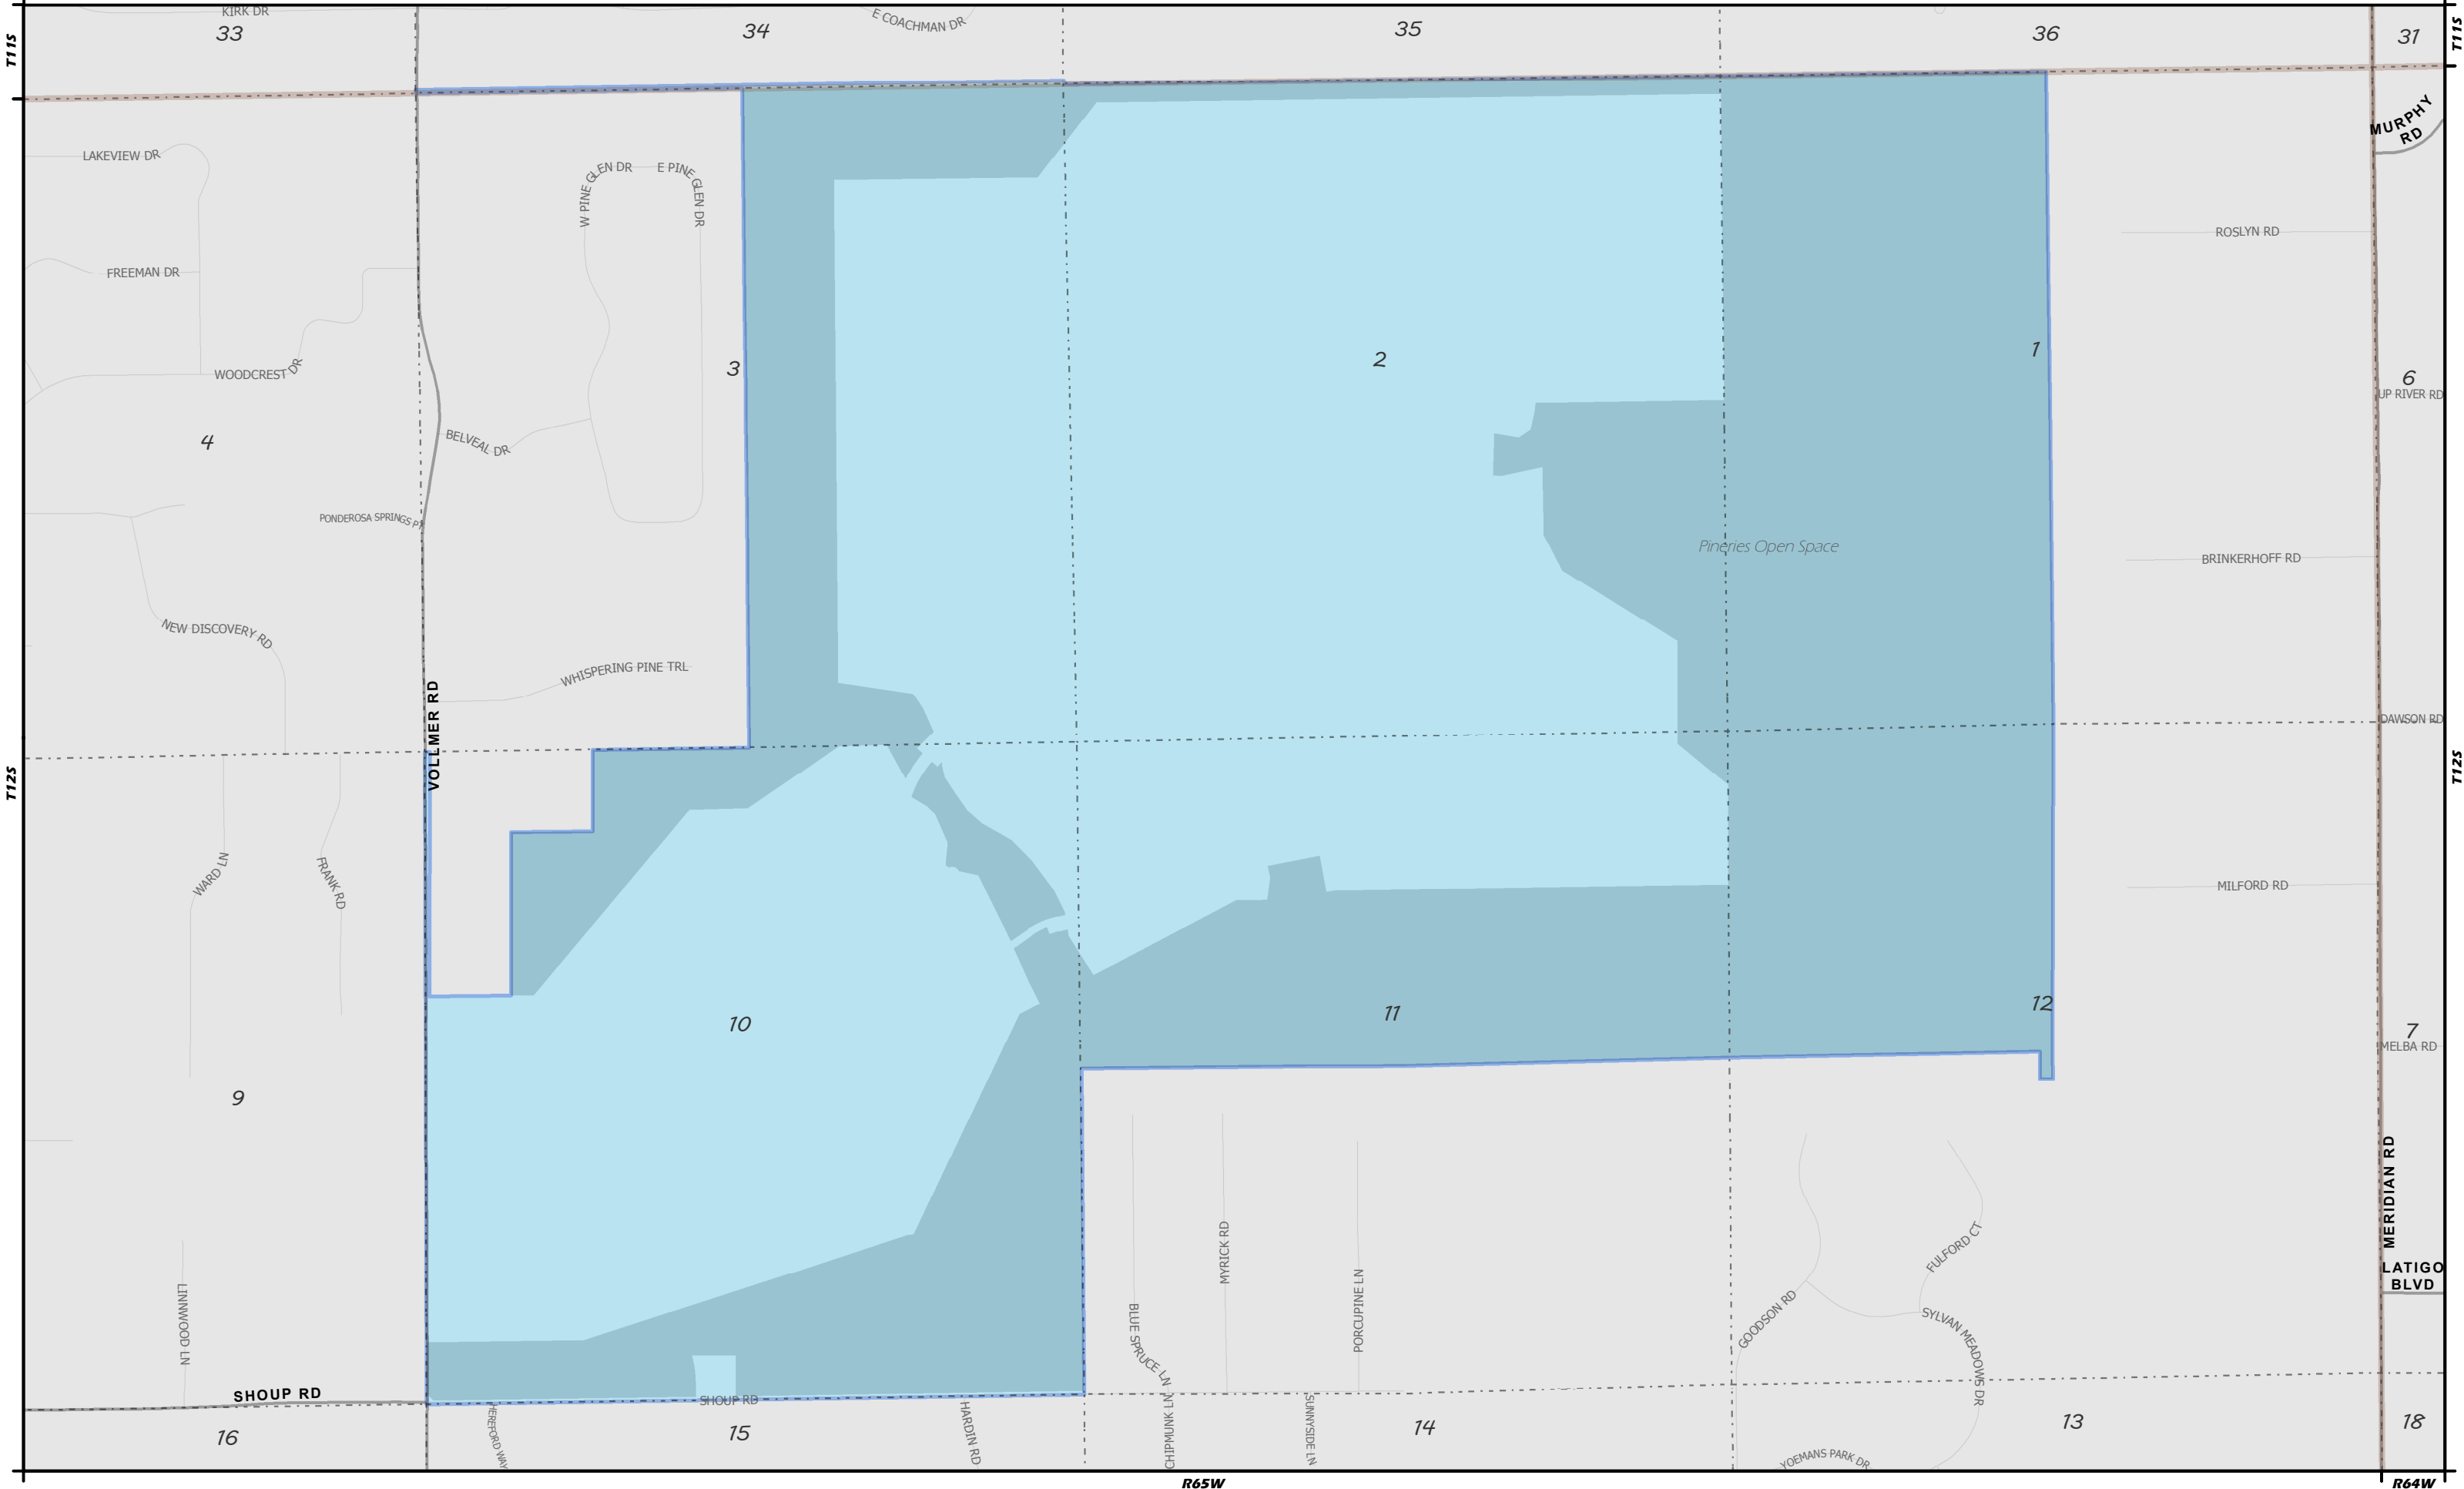 KIRK DR
E COACHMAN DR
33
34
35
36
31
T11S
T11S
MURPHY
RD
LAKEVIEW DR
W PINE GLEN DR
E PINE GLEN DR
ROSLYN RD
FREEMAN DR
WOODCREST DR
3
2
1
6
UP RIVER RD
4
BELVEAL DR
PONDEROSA SPRINGS PT
Pineries Open Space
BRINKERHOFF RD
NEW DISCOVERY RD
WHISPERING PINE TRL
VOLLMER RD
DAWSON RD
T12S
T12S
WARD LN
FRANK RD
MILFORD RD
10
11
12
7
MELBA RD
9
MERIDIAN RD
MYRICK RD
FULFORD CT
LATIGO
BLVD
LINNWOOD LN
BLUE SPRUCE LN
PORCUPINE LN
GOODSON RD
SYLVAN MEADOWS DR
SHOUP RD
SHOUP RD
HEREFORD WAY
HARDIN RD
CHIPMUNK LN
SUNNYSIDE LN
16
15
14
13
18
YOEMANS PARK DR
R65W
R64W